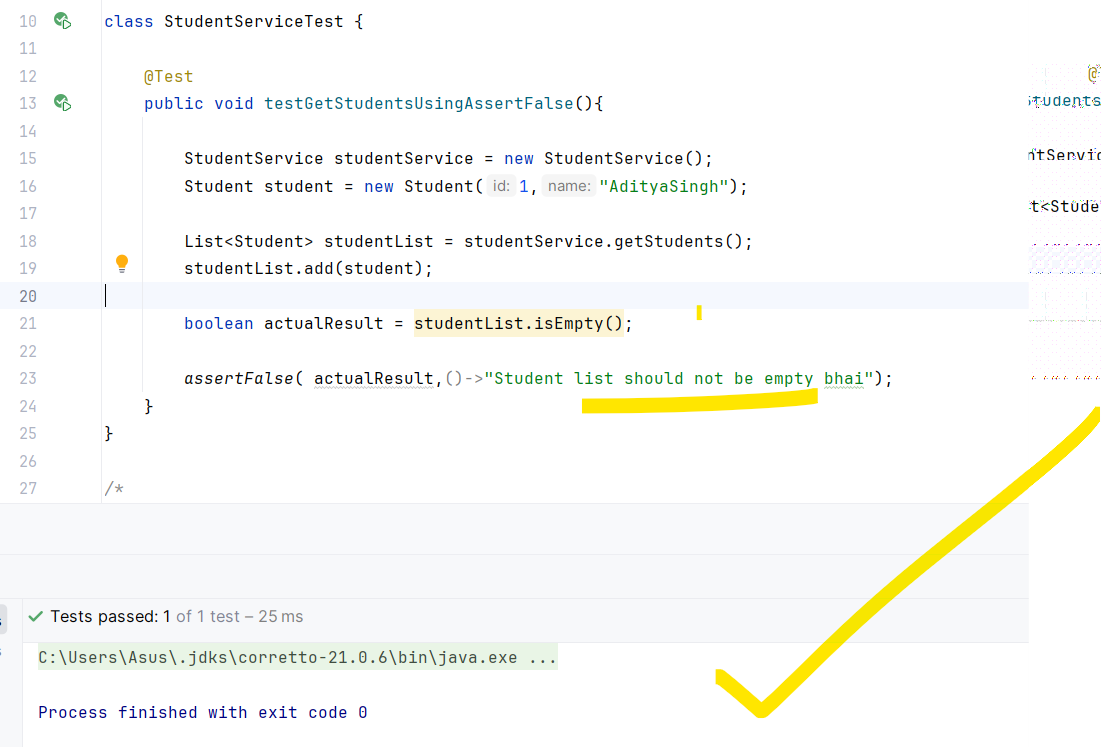 10 class StudentServiceTest {
11
12 @Test
13 public void testGetStudentsUsingAssertFalse(){
14
15 StudentService studentService = new StudentService();
16 Student student = new Student( id: 1, name: "AdityaSingh");
17
18 List<Student> studentList = studentService.getStudents();
19 studentList.add(student);
20
21 boolean actualResult = studentList.isEmpty();
22
23 assertFalse( actualResult,()->"Student list should not be empty bhai");
24 }
25 }
26
27 /*
Tests passed: 1 of 1 test – 25 ms
C:\Users\Asus\.jdks\corretto-21.0.6\bin\java.exe ...
Process finished with exit code 0